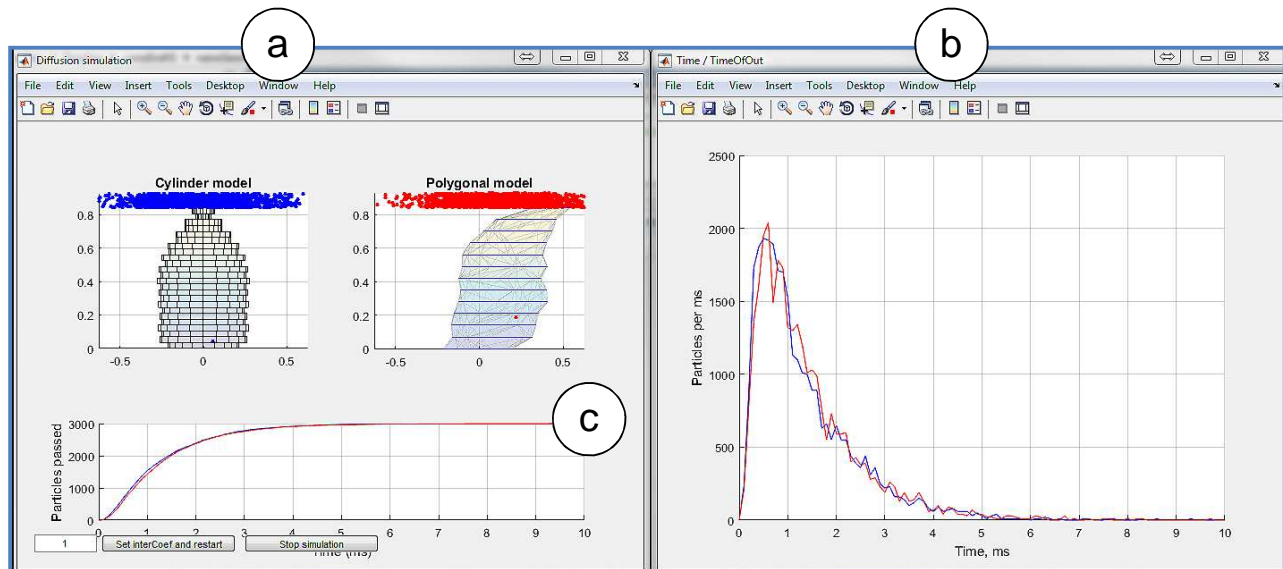 a
b
Diffusion simulation
File Edit View Insert Tools Desktop Window Help
Cylinder model
0.8
0.6
0.4
0.2
0
-0.5 0 0.5
Polygonal model
0.8
0.6
0.4
0.2
0
-0.5 0 0.5
c
Particles passed
3000
2000
1000
0
1 2 3 4 5 6 7 8 9 10
Time (ms)
1 Set interCoef and restart Stop simulation
Time / TimeOfOut
File Edit View Insert Tools Desktop Window Help
Particles per ms
2500
2000
1500
1000
500
0
0 1 2 3 4 5 6 7 8 9 10
Time, ms